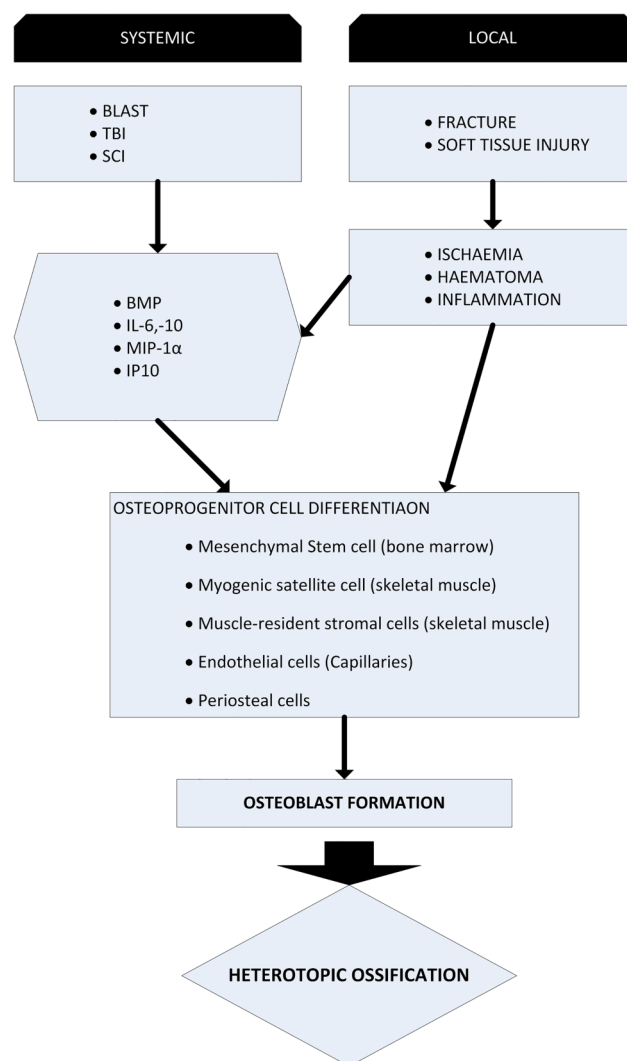 SYSTEMIC
LOCAL
• BLAST
• TBI
• SCI
• FRACTURE
• SOFT TISSUE INJURY
• ISCHAEMIA
• HAEMATOMA
• INFLAMMATION
• BMP
• IL-6,-10
• MIP-1α
• IP10
OSTEOPROGENITOR CELL DIFFERENTIAON
• Mesenchymal Stem cell (bone marrow)
• Myogenic satellite cell (skeletal muscle)
• Muscle-resident stromal cells (skeletal muscle)
• Endothelial cells (Capillaries)
• Periosteal cells
OSTEOBLAST FORMATION
HETEROTOPIC OSSIFICATION